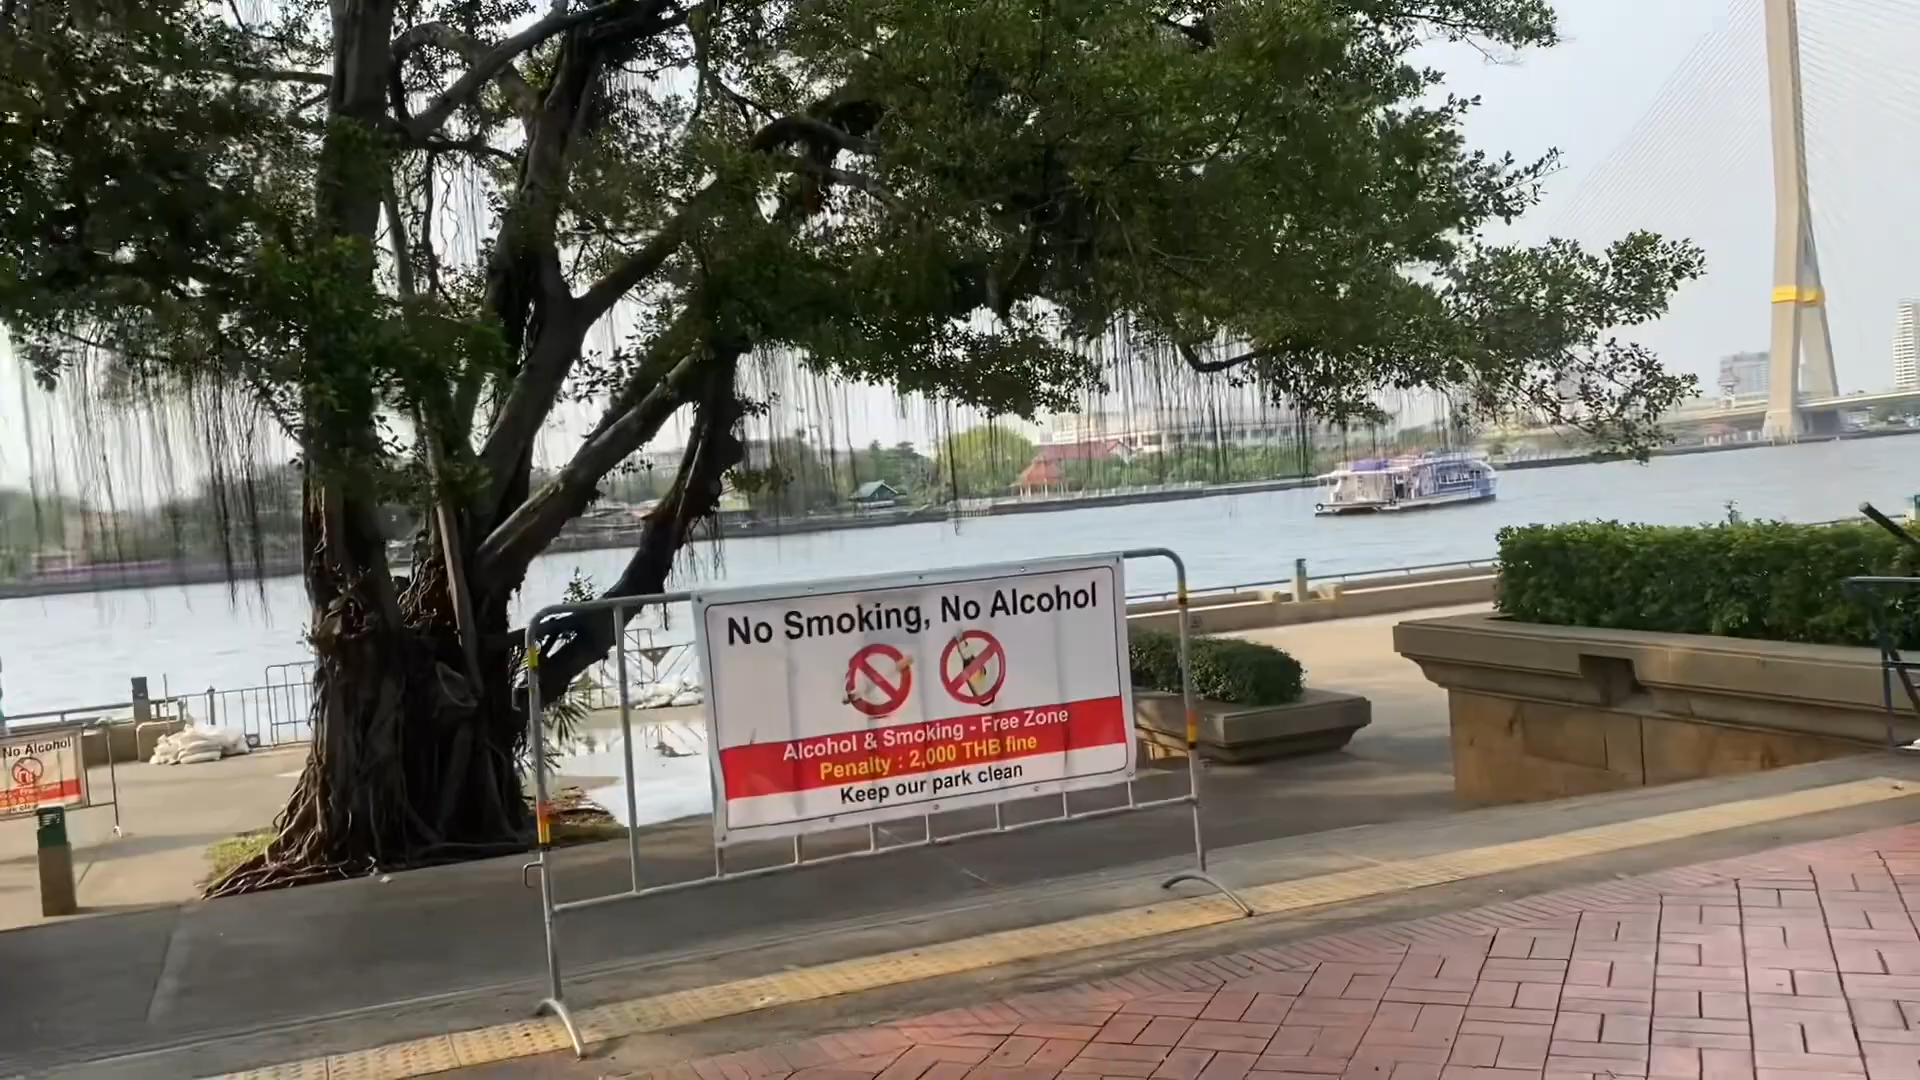 No Smoking, No Alcohol
Alcohol & Smoking - Free Zone
Penalty : 2,000 THB fine
Keep our park clean
No Alcohol